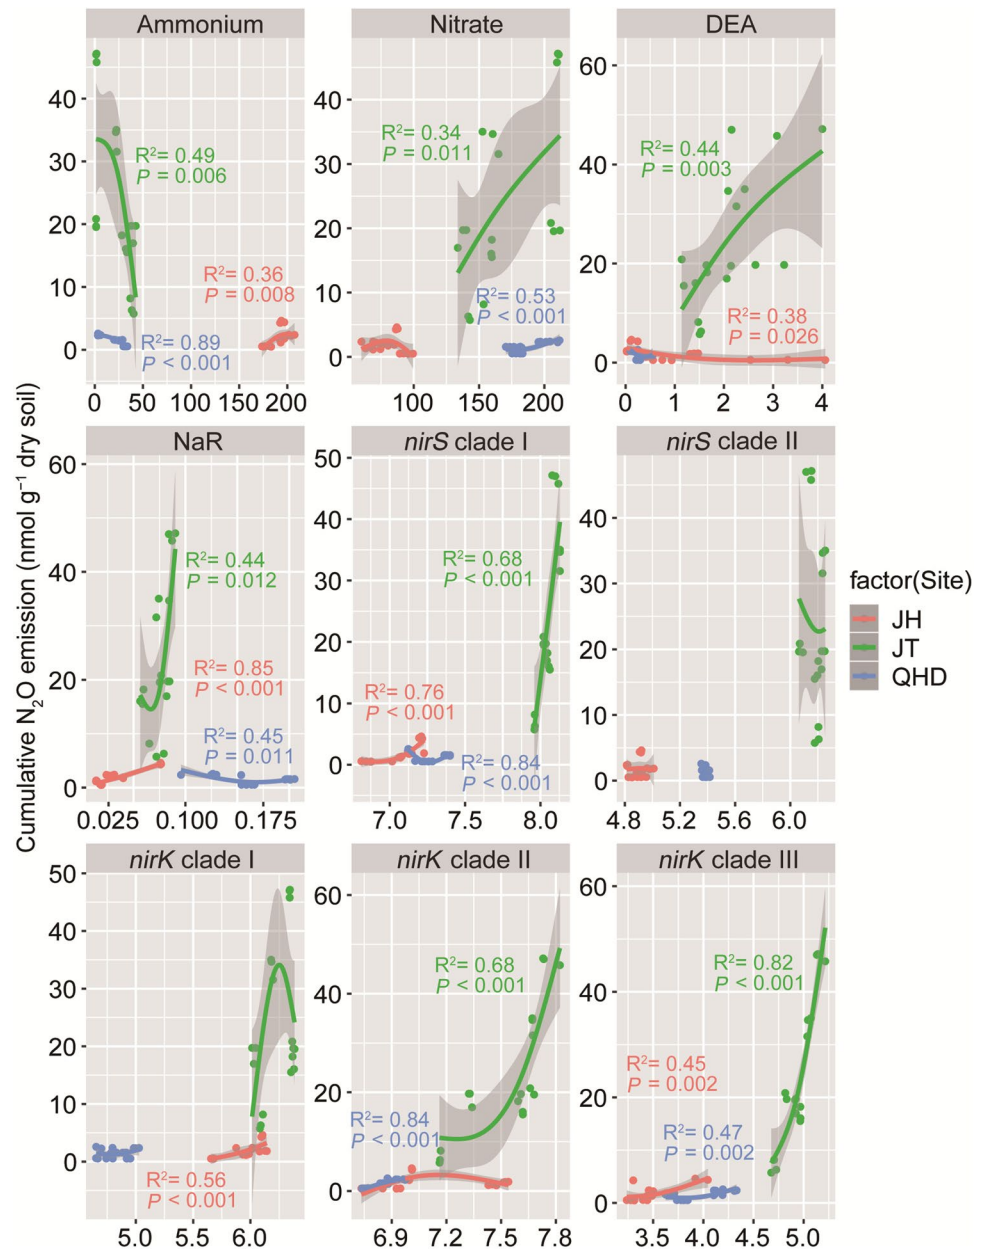 Cumulative N₂O emission (nmol g⁻¹ dry soil)
Ammonium
40
30
20
10
0
R²= 0.49
P = 0.006
R²= 0.36
P = 0.008
R²= 0.89
P < 0.001
0 50 100 150 200
Nitrate
40
30
20
10
0
R²= 0.34
P = 0.011
R²= 0.53
P < 0.001
100 150 200
DEA
60
40
20
0
R²= 0.44
P = 0.003
R²= 0.38
P = 0.026
0 1 2 3 4
NaR
60
40
20
0
R²= 0.44
P = 0.012
R²= 0.85
P < 0.001
R²= 0.45
P = 0.011
0.025 0.100 0.175
nirS clade I
50
40
30
20
10
0
R²= 0.68
P < 0.001
R²= 0.76
P < 0.001
R²= 0.84
P < 0.001
7.0 7.5 8.0
nirS clade II
40
30
20
10
0
4.8 5.2 5.6 6.0
factor(Site)
JH
JT
QHD
nirK clade I
50
40
30
20
10
0
R²= 0.56
P < 0.001
5.0 5.5 6.0
nirK clade II
60
40
20
0
R²= 0.68
P < 0.001
R²= 0.84
P < 0.001
6.9 7.2 7.5 7.8
nirK clade III
60
40
20
0
R²= 0.82
P < 0.001
R²= 0.45
P = 0.002
R²= 0.47
P = 0.002
3.5 4.0 4.5 5.0